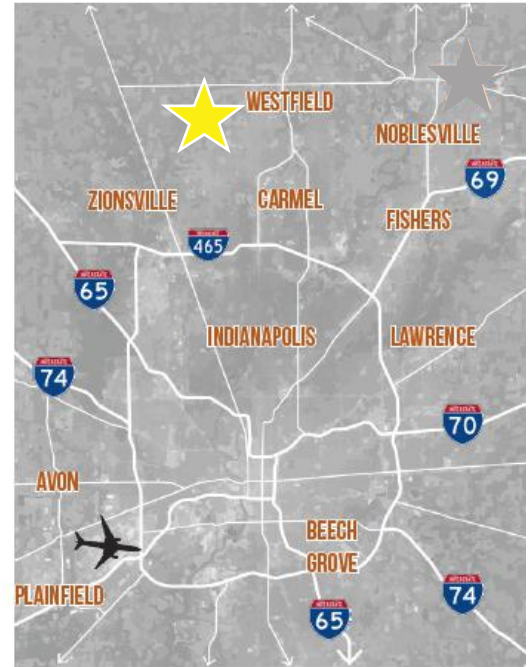 WESTFIELD
NOBLESVILLE
69
ZIONSVILLE
CARMEL
FISHERS
465
65
INDIANAPOLIS
LAWRENCE
74
70
AVON
BEECH
GROVE
PLAINFIELD
74
65